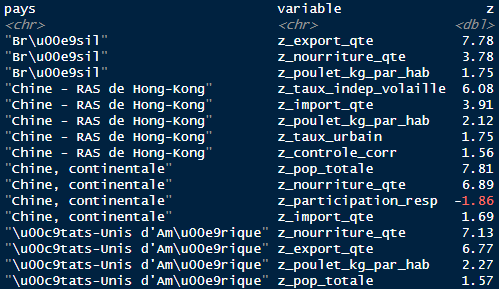 pays variable z
<chr> <chr> <dbl>
"Br\u00e9sil" z_export_qte 7.78
"Br\u00e9sil" z_nourriture_qte 3.78
"Br\u00e9sil" z_poulet_kg_par_hab 1.75
"Chine - RAS de Hong-Kong" z_taux_indep_volaille 6.08
"Chine - RAS de Hong-Kong" z_import_qte 3.91
"Chine - RAS de Hong-Kong" z_poulet_kg_par_hab 2.12
"Chine - RAS de Hong-Kong" z_taux_urbain 1.75
"Chine - RAS de Hong-Kong" z_controle_corr 1.56
"Chine, continentale" z_pop_totale 7.81
"Chine, continentale" z_nourriture_qte 6.89
"Chine, continentale" z_participation_resp -1.86
"Chine, continentale" z_import_qte 1.69
"\u00c9tats-Unis d'Am\u00e9rique" z_nourriture_qte 7.13
"\u00c9tats-Unis d'Am\u00e9rique" z_export_qte 6.77
"\u00c9tats-Unis d'Am\u00e9rique" z_poulet_kg_par_hab 2.27
"\u00c9tats-Unis d'Am\u00e9rique" z_pop_totale 1.57